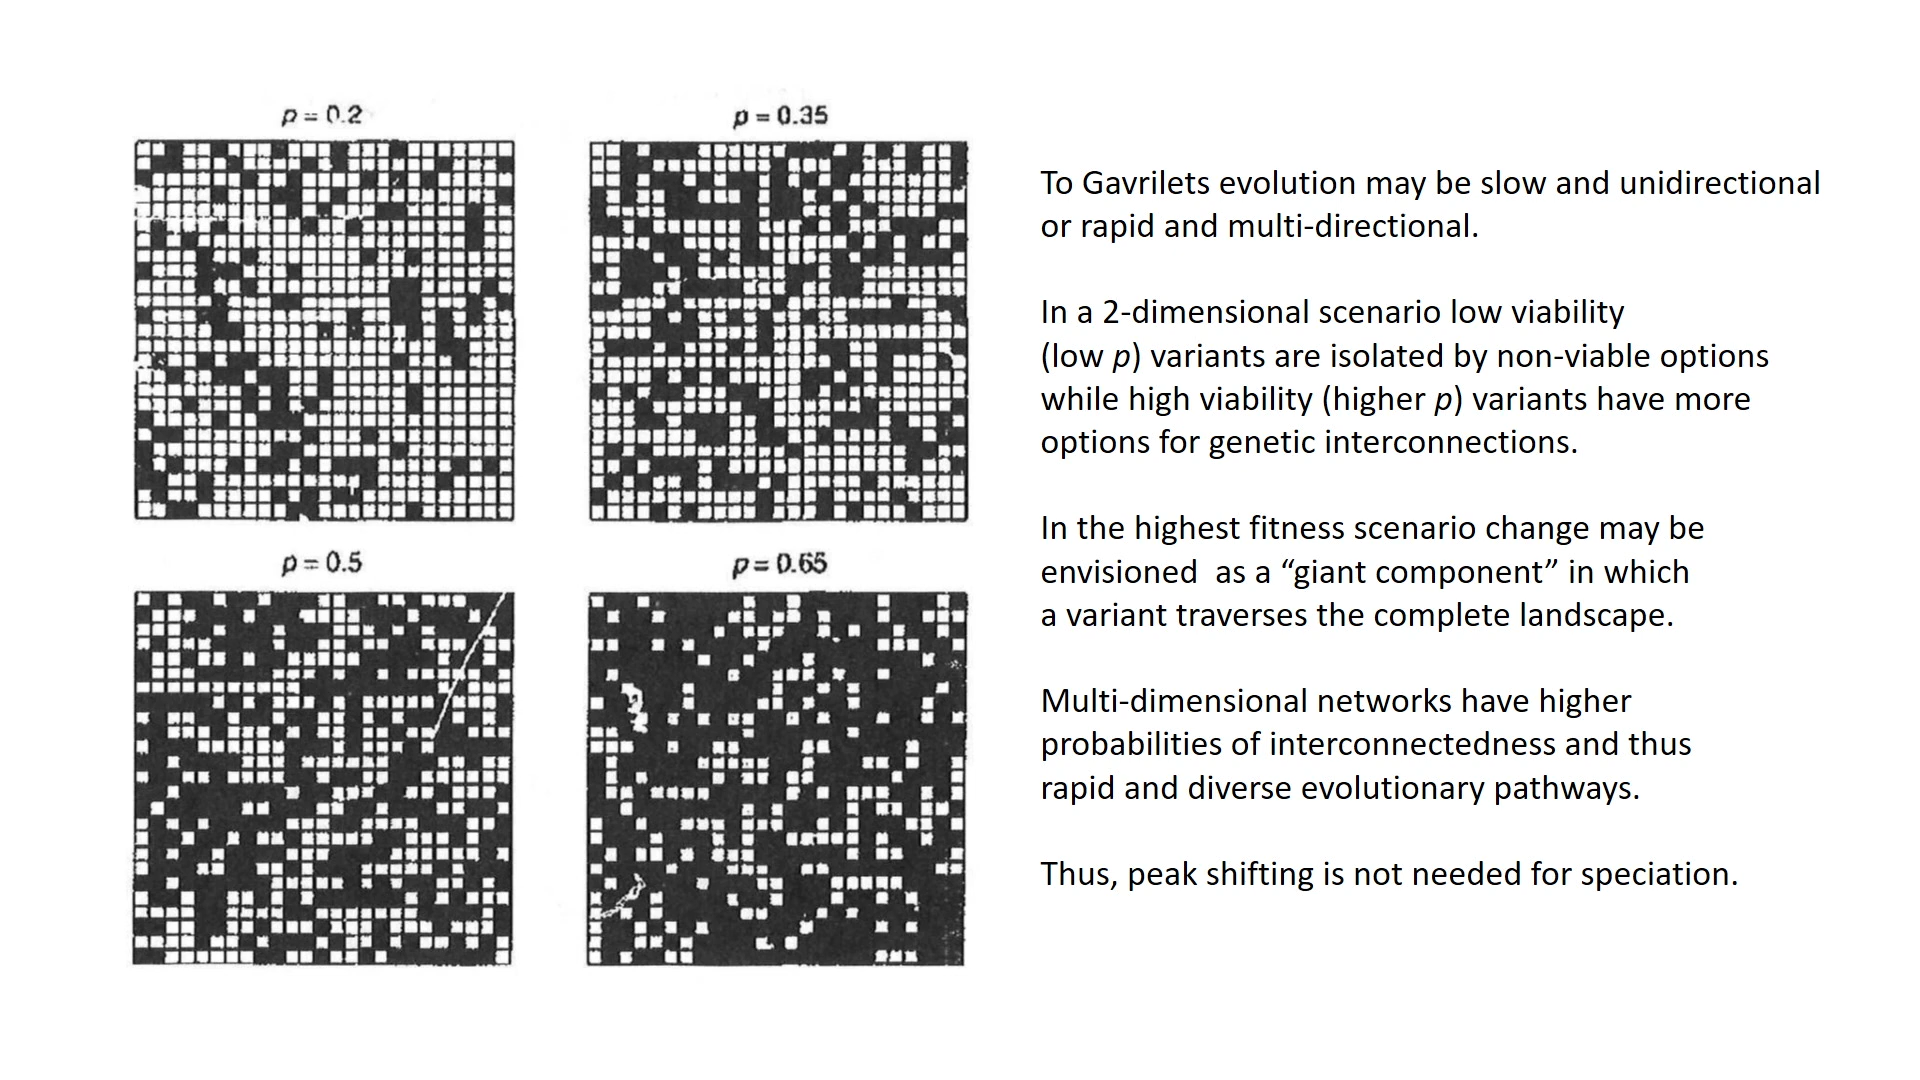 p = 0.2
p = 0.35
p = 0.5
p = 0.65
To Gavrilets evolution may be slow and unidirectional
or rapid and multi-directional.
In a 2-dimensional scenario low viability
(low p) variants are isolated by non-viable options
while high viability (higher p) variants have more
options for genetic interconnections.
In the highest fitness scenario change may be
envisioned  as a “giant component” in which
a variant traverses the complete landscape.
Multi-dimensional networks have higher
probabilities of interconnectedness and thus
rapid and diverse evolutionary pathways.
Thus, peak shifting is not needed for speciation.